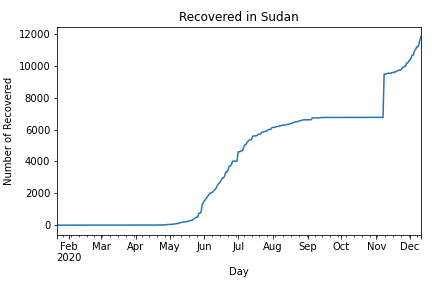 Recovered in Sudan
Number of Recovered
12000
10000
8000
6000
4000
2000
0
Feb Mar Apr May Jun Jul Aug Sep Oct Nov Dec
2020
Day